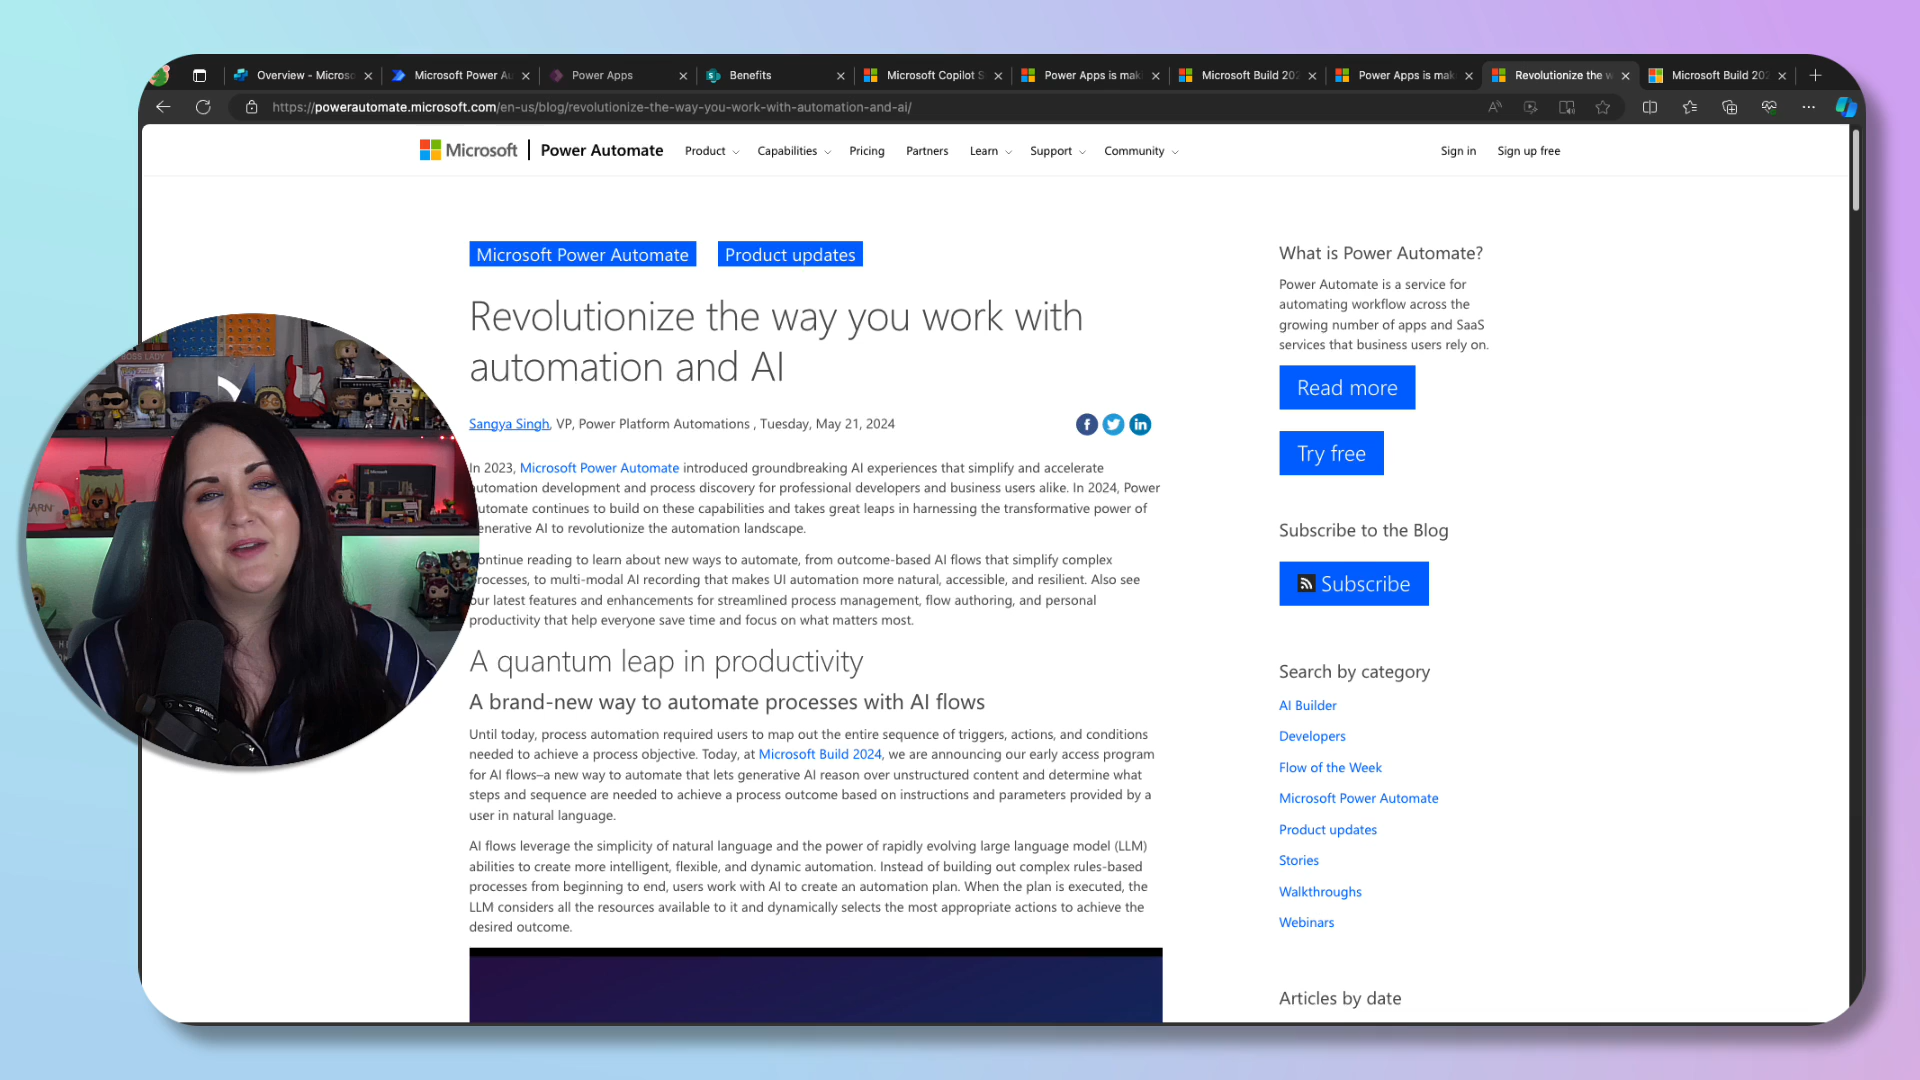 Overview - Microso
Microsoft Power Au
Power Apps
Benefits
Microsoft Copilot S
Power Apps is maki
Microsoft Build 202
Power Apps is maki
Revolutionize the w
Microsoft Build 202
https://powerautomate.microsoft.com/en-us/blog/revolutionize-the-way-you-work-with-automation-and-ai/
Microsoft
Power Automate
Product
Capabilities
Pricing
Partners
Learn
Support
Community
Sign in
Sign up free
Microsoft Power Automate
Product updates
Revolutionize the way you work with
automation and AI
Sangya Singh, VP, Power Platform Automations , Tuesday, May 21, 2024
In 2023, Microsoft Power Automate introduced groundbreaking AI experiences that simplify and accelerate
utomation development and process discovery for professional developers and business users alike. In 2024, Power
utomate continues to build on these capabilities and takes great leaps in harnessing the transformative power of
enerative AI to revolutionize the automation landscape.
ontinue reading to learn about new ways to automate, from outcome-based AI flows that simplify complex
rocesses, to multi-modal AI recording that makes UI automation more natural, accessible, and resilient. Also see
our latest features and enhancements for streamlined process management, flow authoring, and personal
productivity that help everyone save time and focus on what matters most.
A quantum leap in productivity
A brand-new way to automate processes with AI flows
Until today, process automation required users to map out the entire sequence of triggers, actions, and conditions
needed to achieve a process objective. Today, at Microsoft Build 2024, we are announcing our early access program
for AI flows–a new way to automate that lets generative AI reason over unstructured content and determine what
steps and sequence are needed to achieve a process outcome based on instructions and parameters provided by a
user in natural language.
AI flows leverage the simplicity of natural language and the power of rapidly evolving large language model (LLM)
abilities to create more intelligent, flexible, and dynamic automation. Instead of building out complex rules-based
processes from beginning to end, users work with AI to create an automation plan. When the plan is executed, the
LLM considers all the resources available to it and dynamically selects the most appropriate actions to achieve the
desired outcome.
What is Power Automate?
Power Automate is a service for
automating workflow across the
growing number of apps and SaaS
services that business users rely on.
Read more
Try free
Subscribe to the Blog
Subscribe
Search by category
AI Builder
Developers
Flow of the Week
Microsoft Power Automate
Product updates
Stories
Walkthroughs
Webinars
Articles by date
BOSS LADY
Microsoft
EARN
SHURE